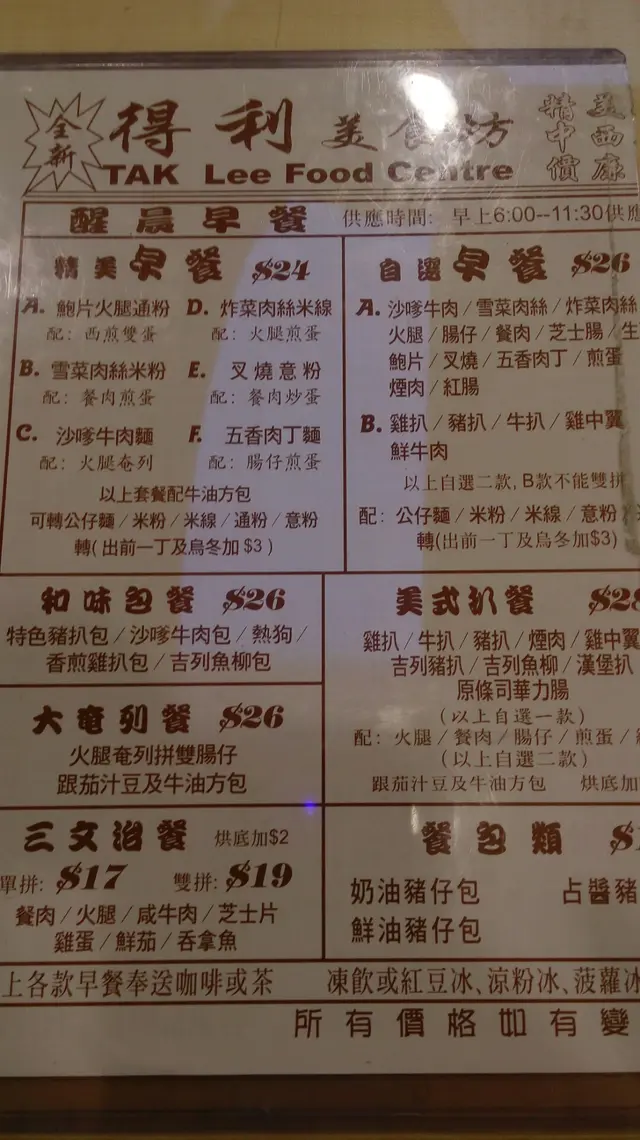 全新
得利美食坊
TAK Lee Food Centre
精中價
美西廉
醒晨早餐 供應時間: 早上6:00--11:30供應
精美早餐 $24
A. 鮑片火腿通粉
配: 西煎雙蛋
B. 雪菜肉絲米粉
配: 餐肉煎蛋
C. 沙嗲牛肉麵
配: 火腿奄列
D. 炸菜肉絲米線
配: 火腿煎蛋
E. 叉燒意粉
配: 餐肉炒蛋
F. 五香肉丁麵
配: 腸仔煎蛋
以上套餐配牛油方包
可轉公仔麵/米粉/米線/通粉/意粉
轉(出前一丁及烏冬加$3)
自選早餐 $26
A. 沙嗲牛肉/雪菜肉絲/炸菜肉絲
火腿/腸仔/餐肉/芝士腸/生
鮑片/叉燒/五香肉丁/煎蛋
煙肉/紅腸
B. 雞扒/豬扒/牛扒/雞中翼
鮮牛肉
以上自選二款, B款不能雙拼
配: 公仔麵/米粉/米線/意粉
轉(出前一丁及烏冬加$3)
和味包餐 $26
特色豬扒包/沙嗲牛肉包/熱狗/
香煎雞扒包/吉列魚柳包
大奄列餐 $26
火腿奄列拼雙腸仔
跟茄汁豆及牛油方包
美式扒餐 $28
雞扒/牛扒/豬扒/煙肉/雞中翼
吉列豬扒/吉列魚柳/漢堡扒
原條司華力腸
(以上自選一款)
配: 火腿/餐肉/腸仔/煎蛋/
(以上自選二款)
跟茄汁豆及牛油方包 烘底加
三文治餐 烘底加$2
單拼: $17 雙拼: $19
餐肉/火腿/咸牛肉/芝士片
雞蛋/鮮茄/吞拿魚
餐包類 $1
奶油豬仔包 占醬豬
鮮油豬仔包
上各款早餐奉送咖啡或茶 凍飲或紅豆冰、涼粉冰、菠蘿冰
所有價格如有變